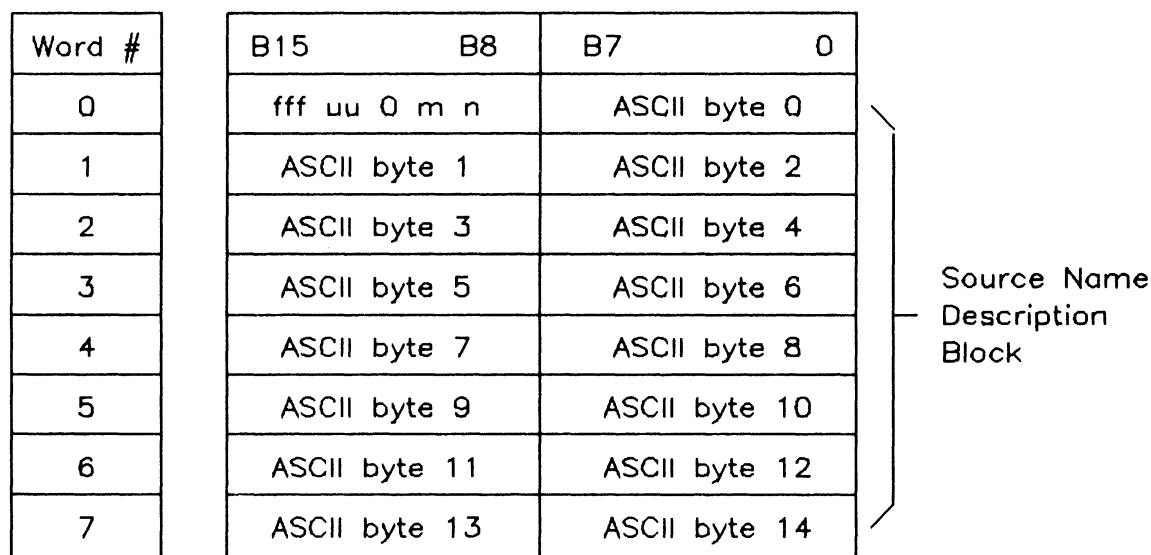 Word # B15 B8 B7 0
0 fff uu 0 m n ASCII byte 0
1 ASCII byte 1 ASCII byte 2
2 ASCII byte 3 ASCII byte 4
3 ASCII byte 5 ASCII byte 6
4 ASCII byte 7 ASCII byte 8
5 ASCII byte 9 ASCII byte 10
6 ASCII byte 11 ASCII byte 12
7 ASCII byte 13 ASCII byte 14
Source Name
Description
Block